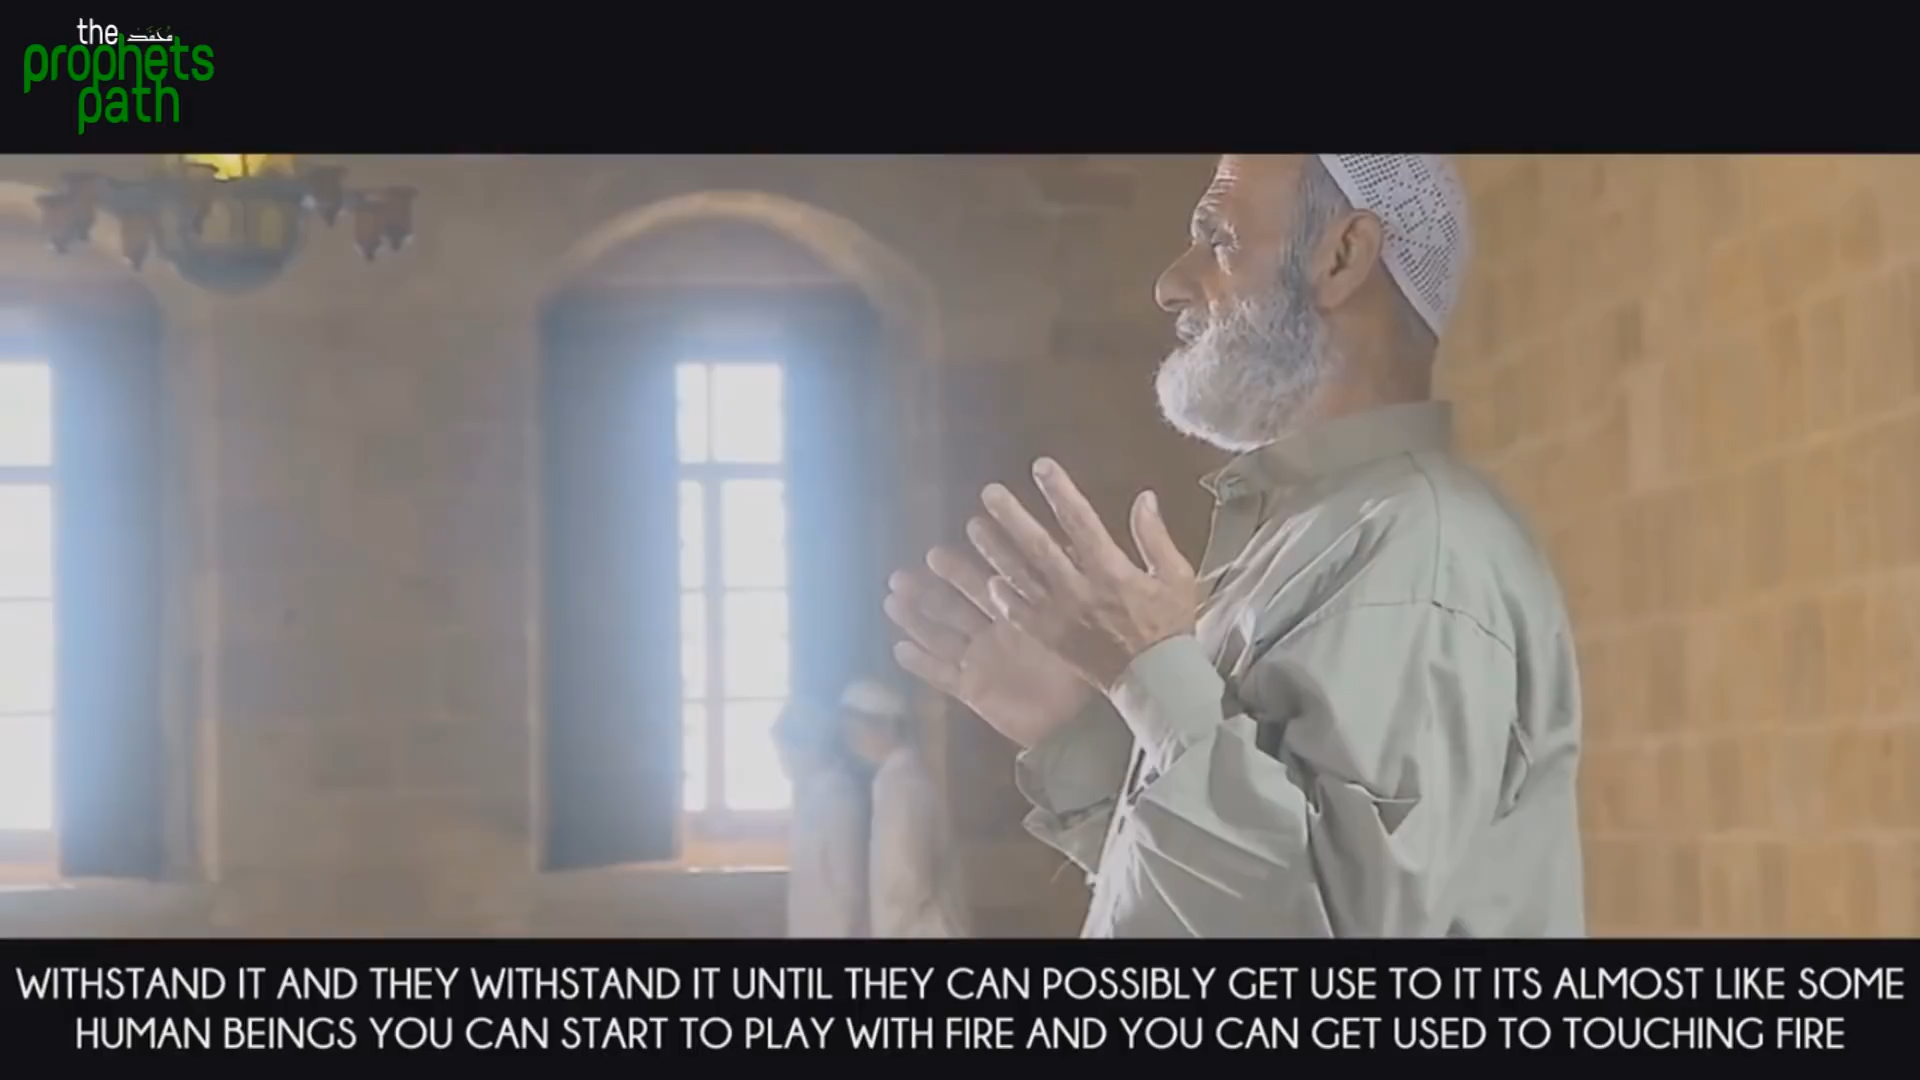 the مُحَمَّد
prophets
path
WITHSTAND IT AND THEY WITHSTAND IT UNTIL THEY CAN POSSIBLY GET USE TO IT ITS ALMOST LIKE SOME
HUMAN BEINGS YOU CAN START TO PLAY WITH FIRE AND YOU CAN GET USED TO TOUCHING FIRE